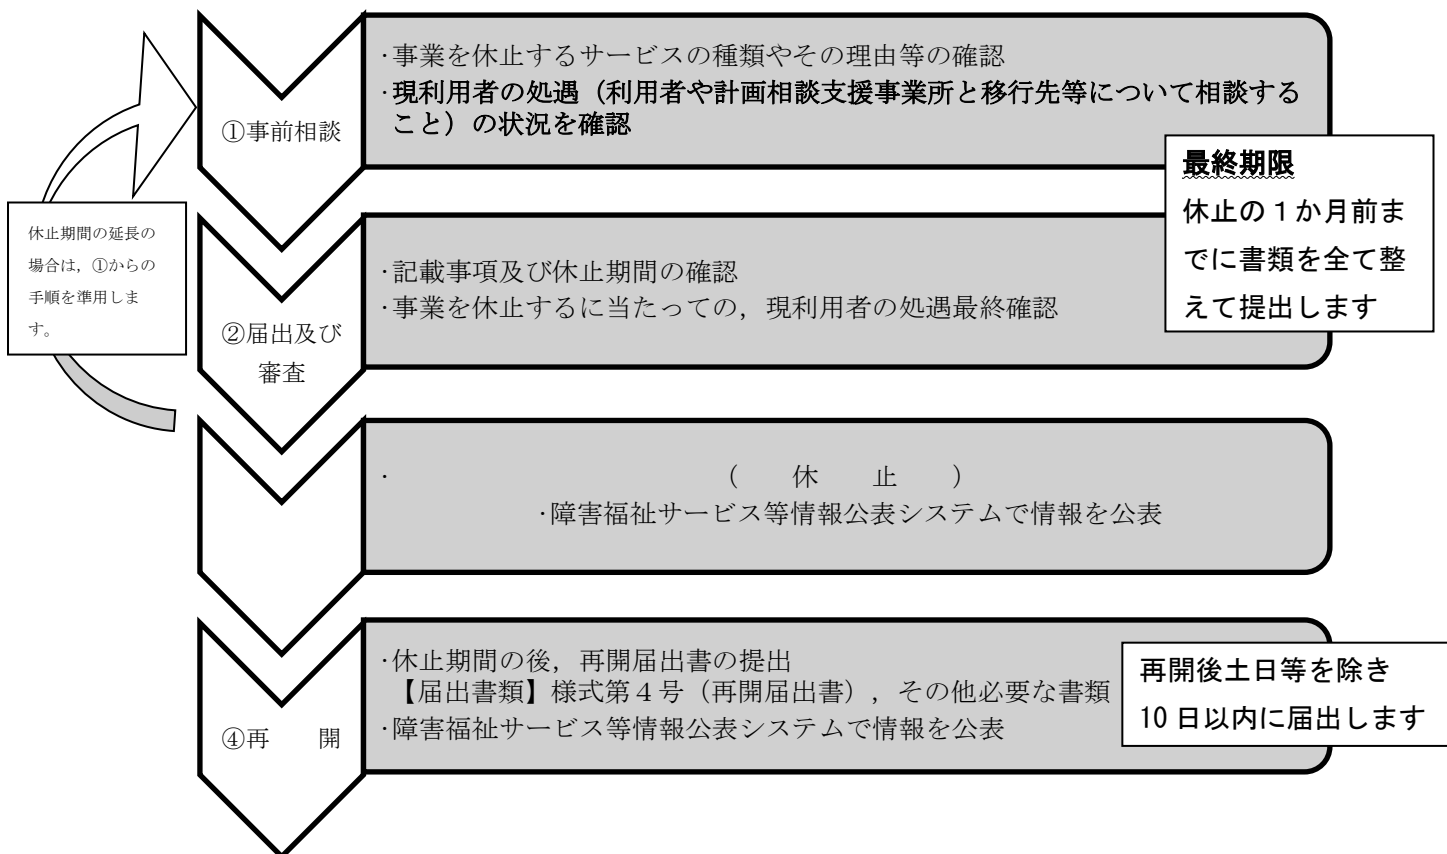 ①事前相談
·事業を休止するサービスの種類やその理由等の確認
·現利用者の処遇（利用者や計画相談支援事業所と移行先等について相談する
こと）の状況を確認
最終期限
休止の１か月前ま
でに書類を全て整
えて提出します
休止期間の延長の
場合は，①からの
手順を準用しま
す。
②届出及び
審査
·記載事項及び休止期間の確認
·事業を休止するに当たっての，現利用者の処遇最終確認
·
（　　休　　止　　）
·障害福祉サービス等情報公表システムで情報を公表
④再　　開
·休止期間の後，再開届出書の提出
【届出書類】様式第４号（再開届出書），その他必要な書類
·障害福祉サービス等情報公表システムで情報を公表
再開後土日等を除き
10 日以内に届出します